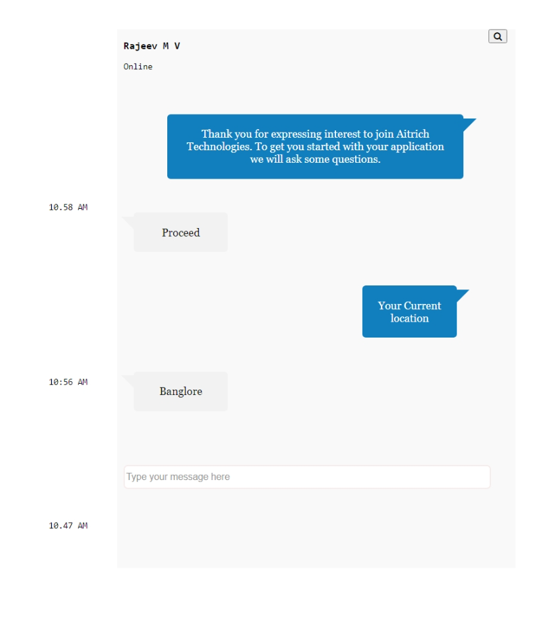 Rajeev M V
Online
Thank you for expressing interest to join Aitrich
Technologies. To get you started with your application
we will ask some questions.
10.58 AM
Proceed
Your Current
location
10:56 AM
Banglore
Type your message here
10.47 AM